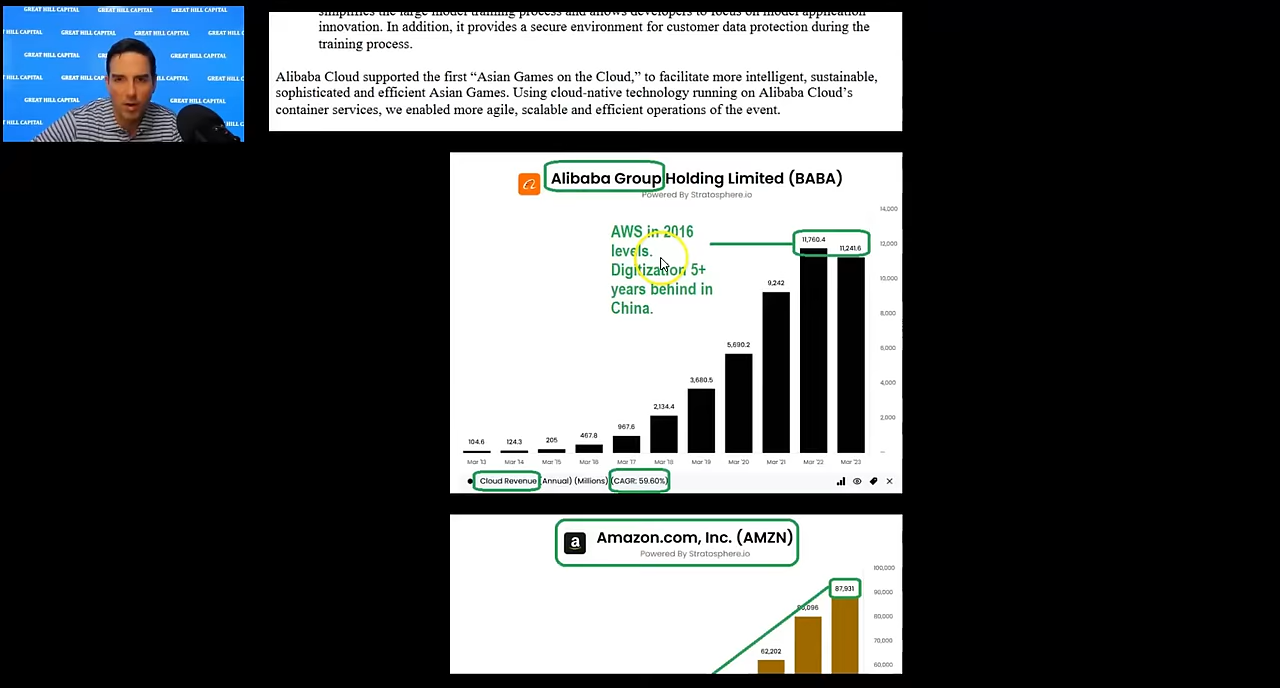 GREAT HILL CAPITAL
simplifies the large model training process and allows developers to focus on model application
innovation. In addition, it provides a secure environment for customer data protection during the
training process.
Alibaba Cloud supported the first “Asian Games on the Cloud,” to facilitate more intelligent, sustainable,
sophisticated and efficient Asian Games. Using cloud-native technology running on Alibaba Cloud’s
container services, we enabled more agile, scalable and efficient operations of the event.
Alibaba Group Holding Limited (BABA)
Powered By Stratosphere.io
AWS in 2016
levels.
Digitization 5+
years behind in
China.
14,000
12,000
10,000
8,000
6,000
4,000
2,000
104.6
124.3
205
467.8
967.6
2,134.4
3,680.5
5,690.2
9,242
11,760.4
11,241.6
Mar '13 Mar '14 Mar '15 Mar '16 Mar '17 Mar '18 Mar '19 Mar '20 Mar '21 Mar '22 Mar '23
Cloud Revenue (Annual) (Millions) (CAGR: 59.60%)
Amazon.com, Inc. (AMZN)
Powered By Stratosphere.io
100,000
90,000
80,000
70,000
60,000
62,202
87,931